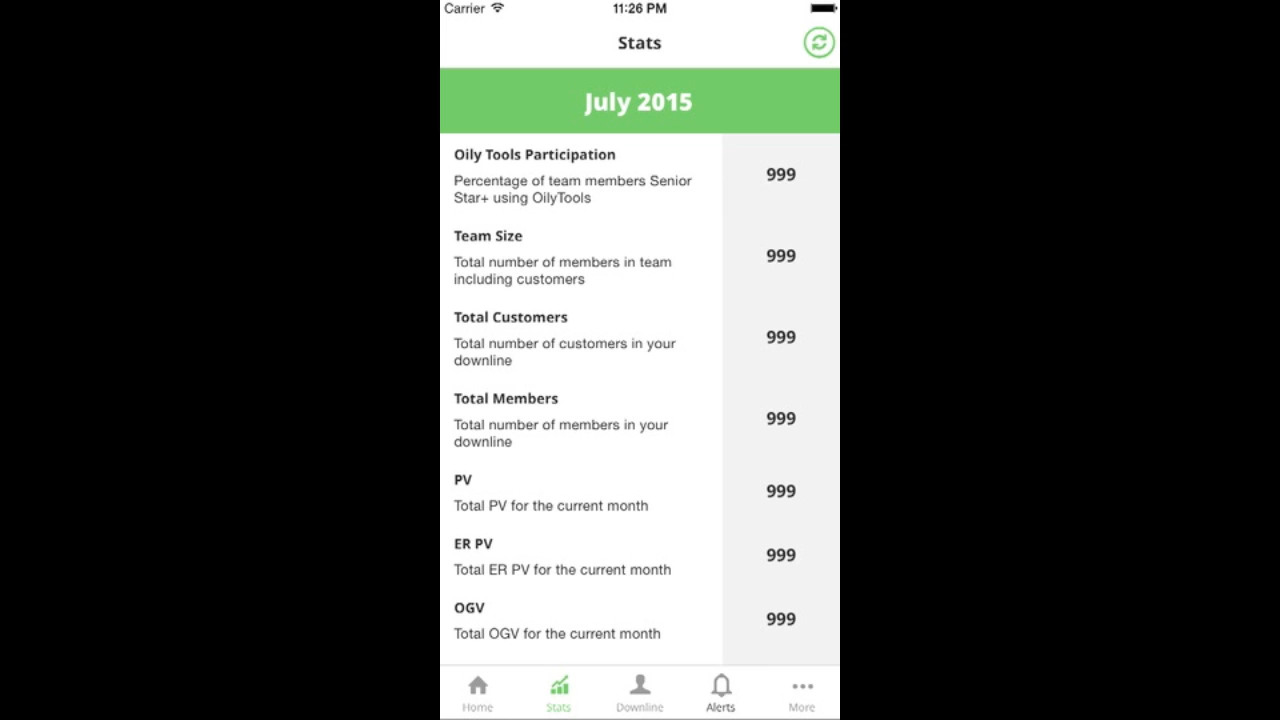 Carrier 11:26 PM
Stats
July 2015
Oily Tools Participation
Percentage of team members Senior
Star+ using OilyTools
999
Team Size
Total number of members in team
including customers
999
Total Customers
Total number of customers in your
downline
999
Total Members
Total number of members in your
downline
999
PV
Total PV for the current month
999
ER PV
Total ER PV for the current month
999
OGV
Total OGV for the current month
999
Home Stats Downline Alerts More